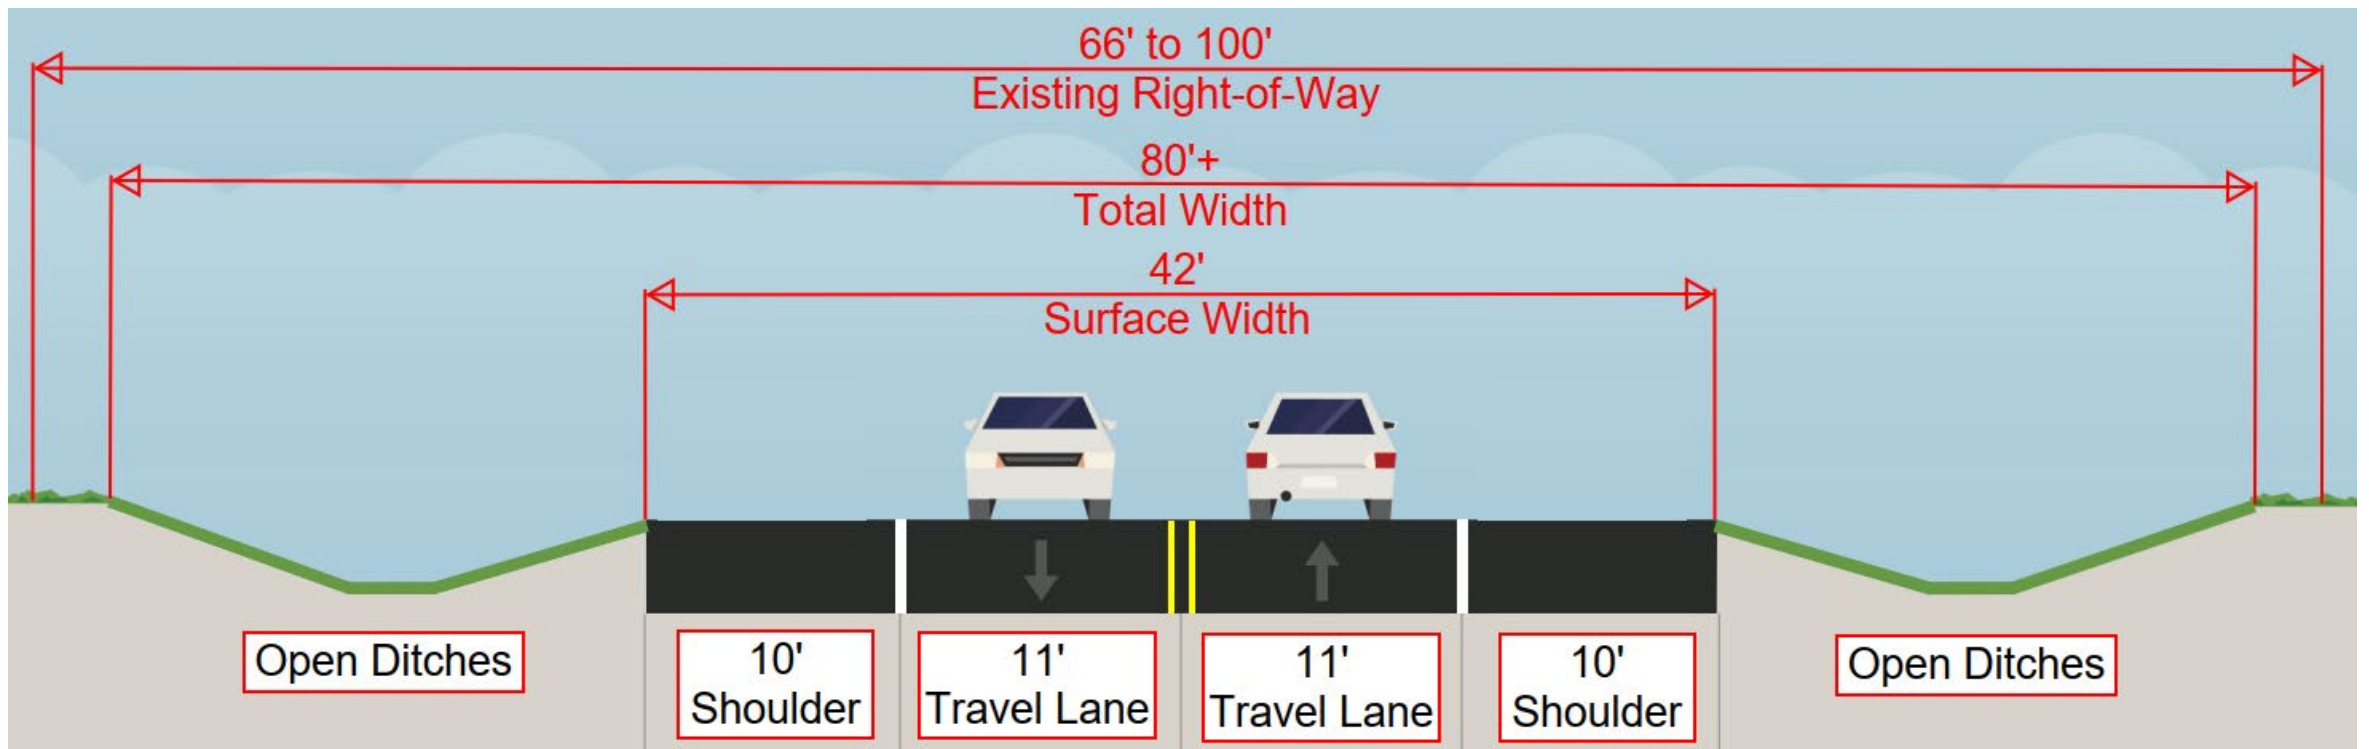 66' to 100'
Existing Right-of-Way
80'+
Total Width
42'
Surface Width
Open Ditches
10'
Shoulder
11'
Travel Lane
11'
Travel Lane
10'
Shoulder
Open Ditches